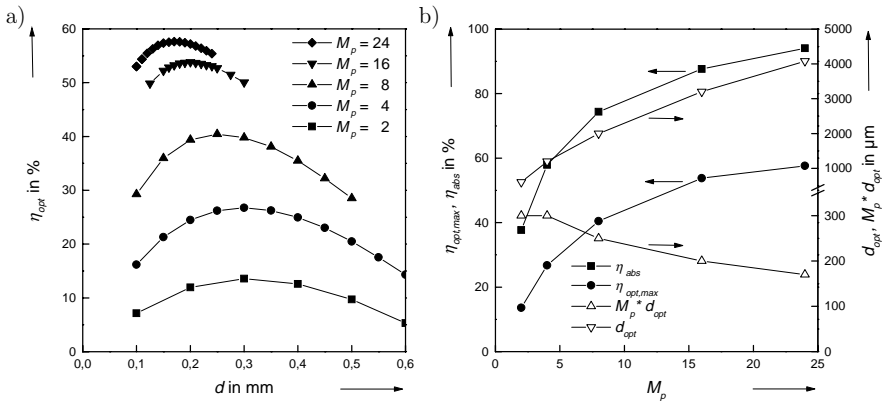 a)
60
50
40
30
20
10
0
η_opt in %
0,0 0,1 0,2 0,3 0,4 0,5 0,6
d in mm
M_p = 24
M_p = 16
M_p = 8
M_p = 4
M_p = 2
b)
100
80
60
40
20
0
η_opt,max, η_abs in %
0 5 10 15 20 25
M_p
5000
4000
3000
2000
1000
300
200
100
0
d_opt, M_p * d_opt in µm
η_abs
η_opt,max
M_p * d_opt
d_opt